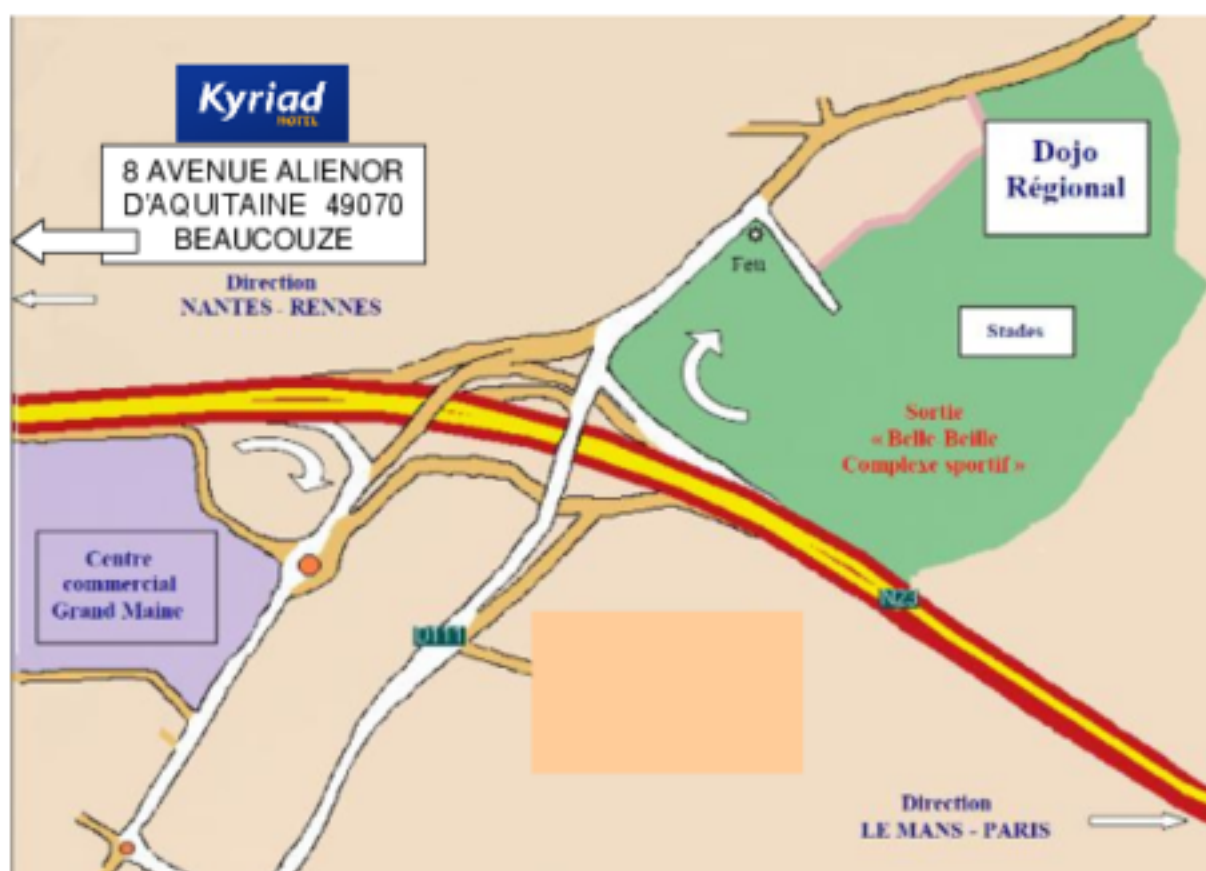 Kyriad
HOTEL
8 AVENUE ALIENOR
D'AQUITAINE 49070
BEAUCOUZE
Direction
NANTES - RENNES
Dojo
Régional
Feu
Stades
Sortie
« Belle Beille
Complexe sportif »
Centre
commercial
Grand Maine
N23
D111
Direction
LE MANS - PARIS